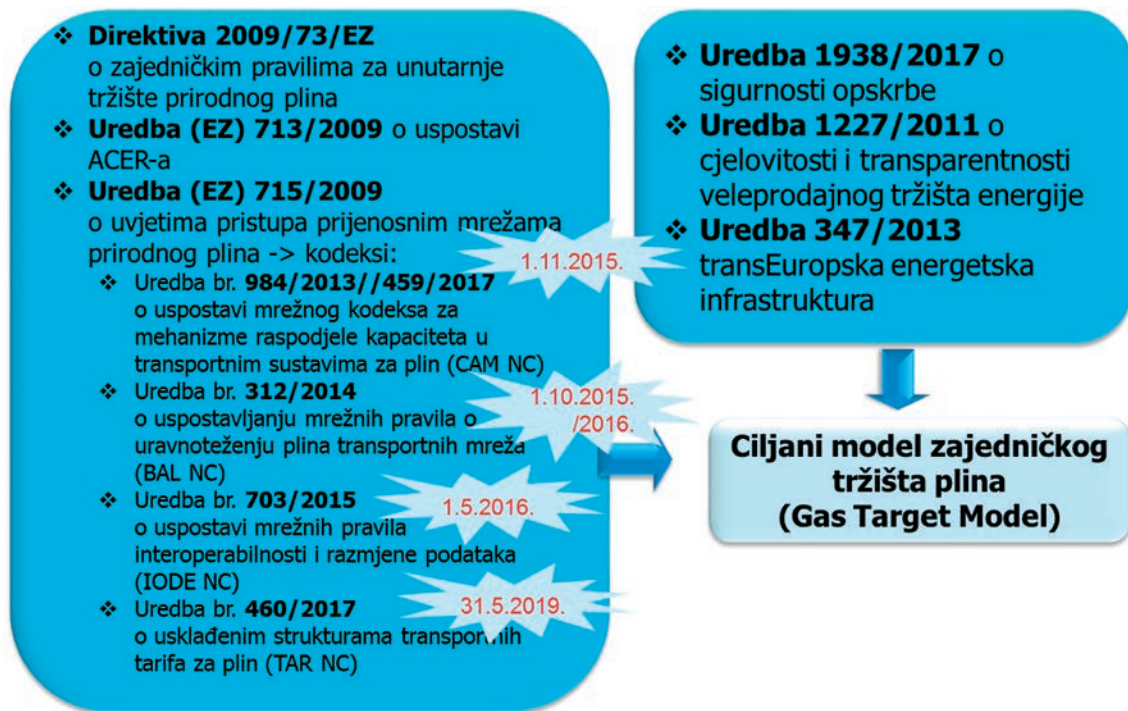 ❖ Direktiva 2009/73/EZ
o zajedničkim pravilima za unutarnje
tržište prirodnog plina
❖ Uredba (EZ) 713/2009 o uspostavi
ACER-a
❖ Uredba (EZ) 715/2009
o uvjetima pristupa prijenosnim mrežama
prirodnog plina -> kodeksi:
❖ Uredba br. 984/2013//459/2017
o uspostavi mrežnog kodeksa za
mehanizme raspodjele kapaciteta u
transportnim sustavima za plin (CAM NC)
❖ Uredba br. 312/2014
o uspostavljanju mrežnih pravila o
uravnoteženju plina transportnih mreža
(BAL NC)
❖ Uredba br. 703/2015
o uspostavi mrežnih pravila
interoperabilnosti i razmjene podataka
(IODE NC)
❖ Uredba br. 460/2017
o usklađenim strukturama transportnih
tarifa za plin (TAR NC)
1.11.2015.
1.10.2015.
/2016.
1.5.2016.
31.5.2019.
❖ Uredba 1938/2017 o
sigurnosti opskrbe
❖ Uredba 1227/2011 o
cjelovitosti i transparentnosti
veleprodajnog tržišta energije
❖ Uredba 347/2013
transEuropska energetska
infrastruktura
Ciljani model zajedničkog
tržišta plina
(Gas Target Model)